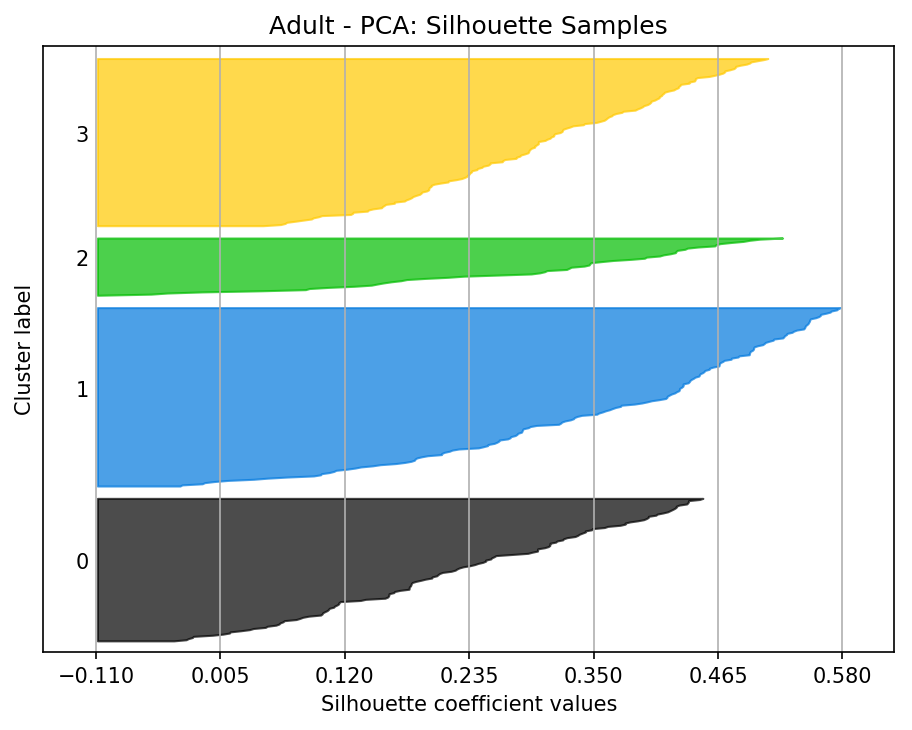 Adult - PCA: Silhouette Samples
3
2
1
0
Cluster label
−0.110 0.005 0.120 0.235 0.350 0.465 0.580
Silhouette coefficient values